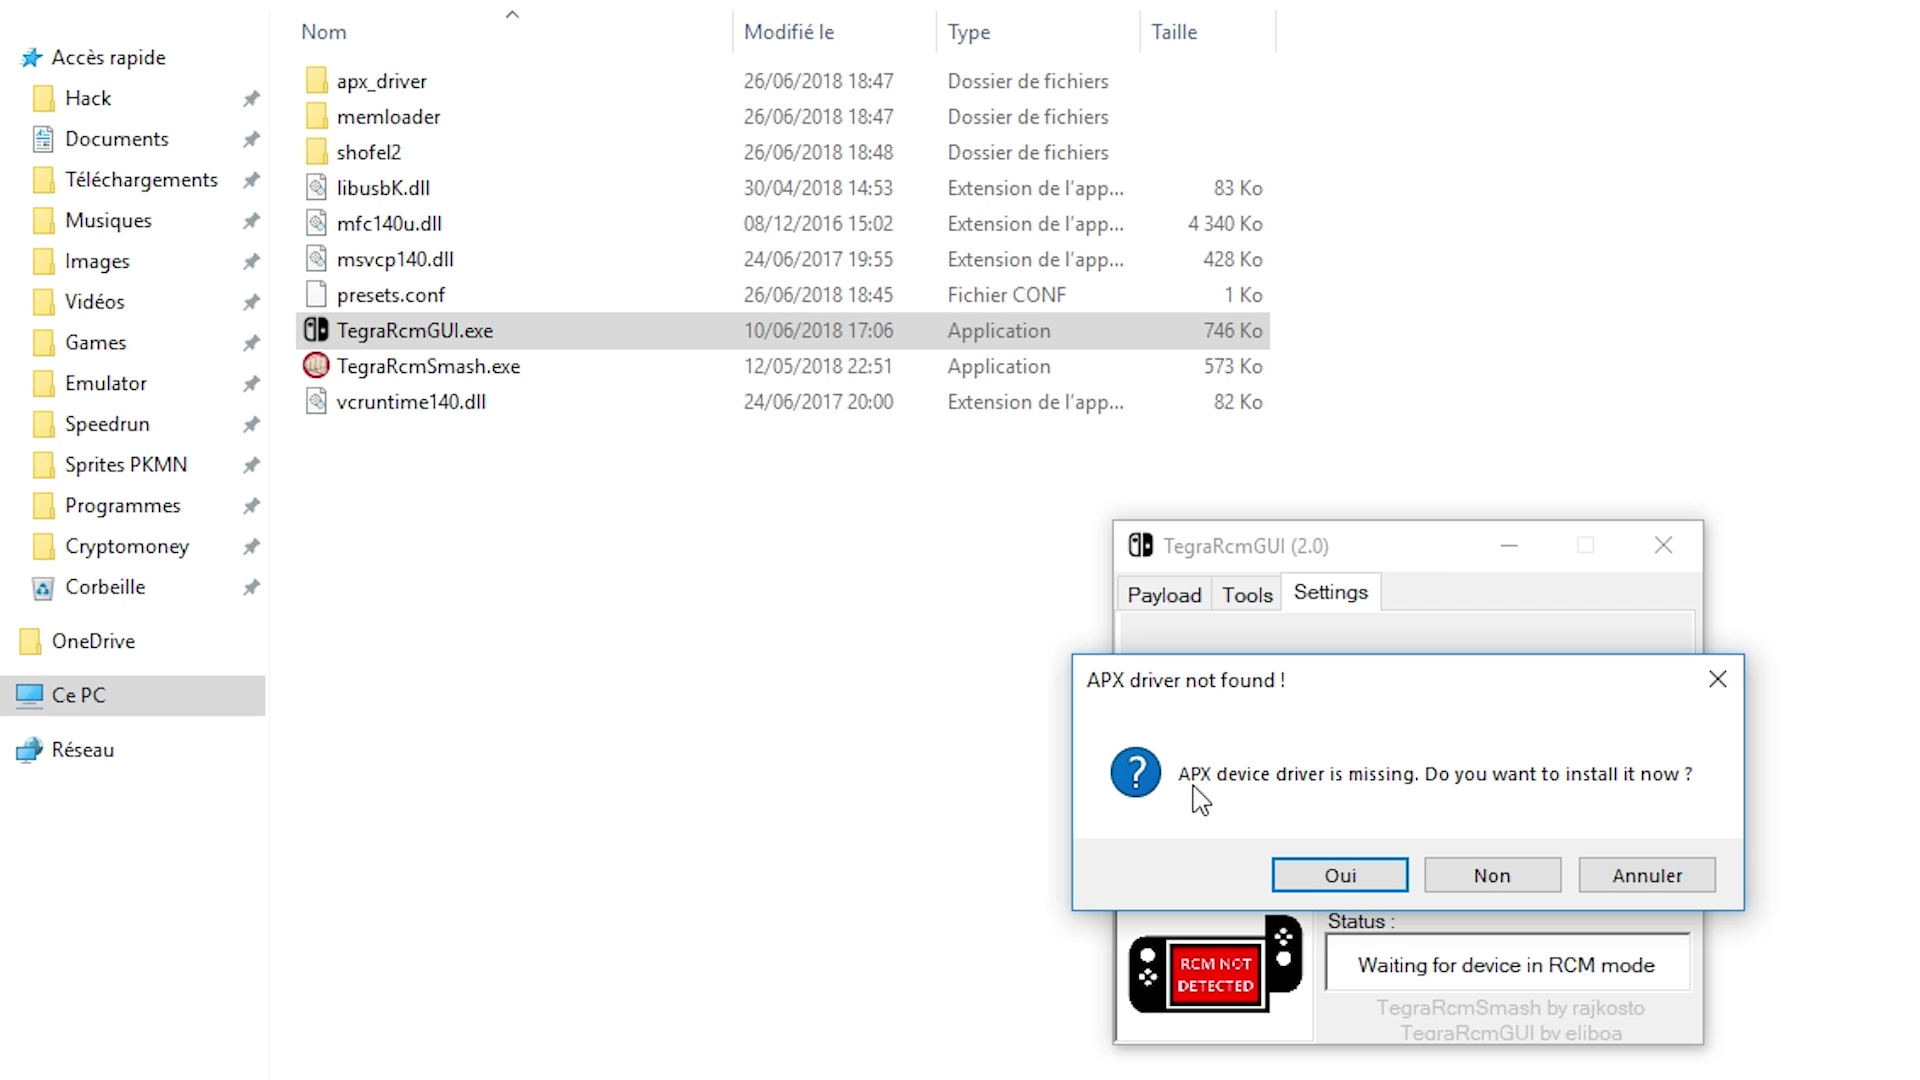 Nom Modifié le Type Taille
Accès rapide
Hack
Documents
Téléchargements
Musiques
Images
Vidéos
Games
Emulator
Speedrun
Sprites PKMN
Programmes
Cryptomoney
Corbeille
OneDrive
Ce PC
Réseau
apx_driver 26/06/2018 18:47 Dossier de fichiers
memloader 26/06/2018 18:47 Dossier de fichiers
shofel2 26/06/2018 18:48 Dossier de fichiers
libusbK.dll 30/04/2018 14:53 Extension de l'app... 83 Ko
mfc140u.dll 08/12/2016 15:02 Extension de l'app... 4 340 Ko
msvcp140.dll 24/06/2017 19:55 Extension de l'app... 428 Ko
presets.conf 26/06/2018 18:45 Fichier CONF 1 Ko
TegraRcmGUI.exe 10/06/2018 17:06 Application 746 Ko
TegraRcmSmash.exe 12/05/2018 22:51 Application 573 Ko
vcruntime140.dll 24/06/2017 20:00 Extension de l'app... 82 Ko
TegraRcmGUI (2.0)
Payload Tools Settings
APX driver not found !
APX device driver is missing. Do you want to install it now ?
Oui Non Annuler
RCM NOT
DETECTED
Status :
Waiting for device in RCM mode
TegraRcmSmash by rajkosto
TegraRcmGUI by eliboa